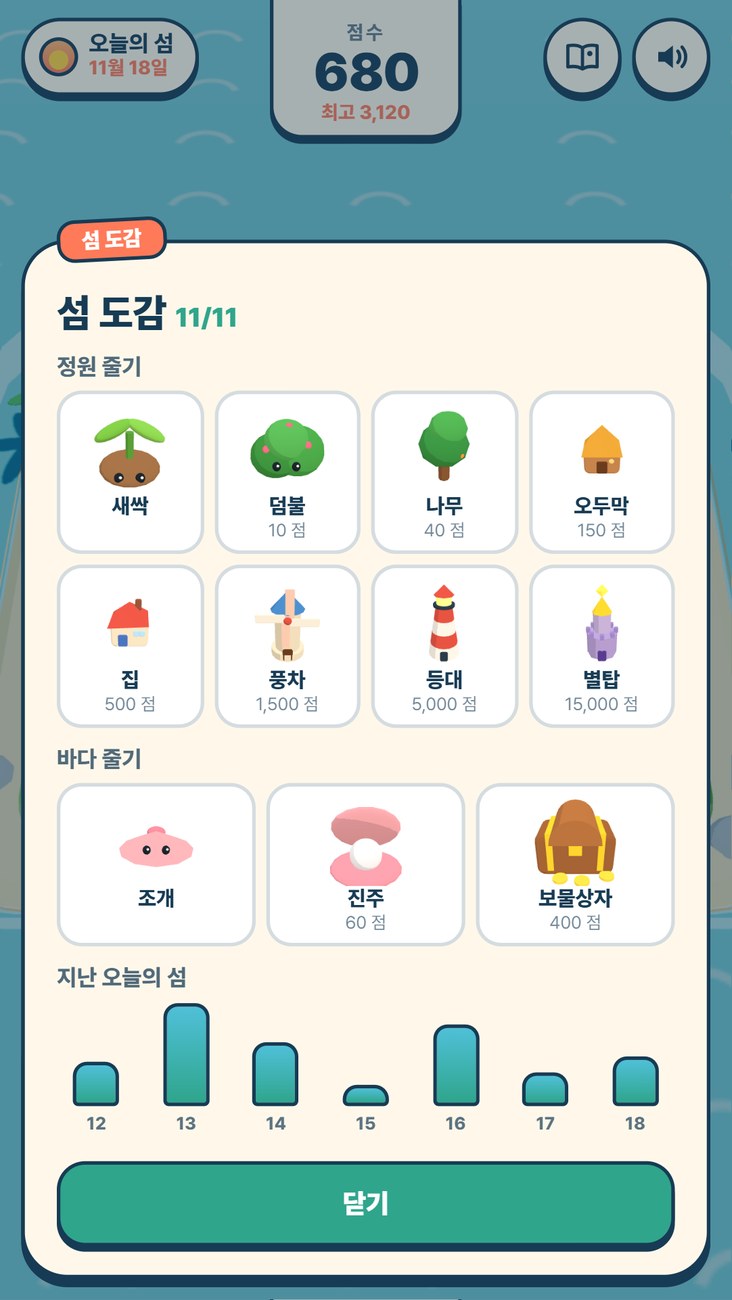 오늘의 섬
11월 18일
점수
680
최고 3,120
섬 도감
섬 도감 11/11
정원 줄기
새싹
덤불
10 점
나무
40 점
오두막
150 점
집
500 점
풍차
1,500 점
등대
5,000 점
별탑
15,000 점
바다 줄기
조개
진주
60 점
보물상자
400 점
지난 오늘의 섬
12 13 14 15 16 17 18
닫기